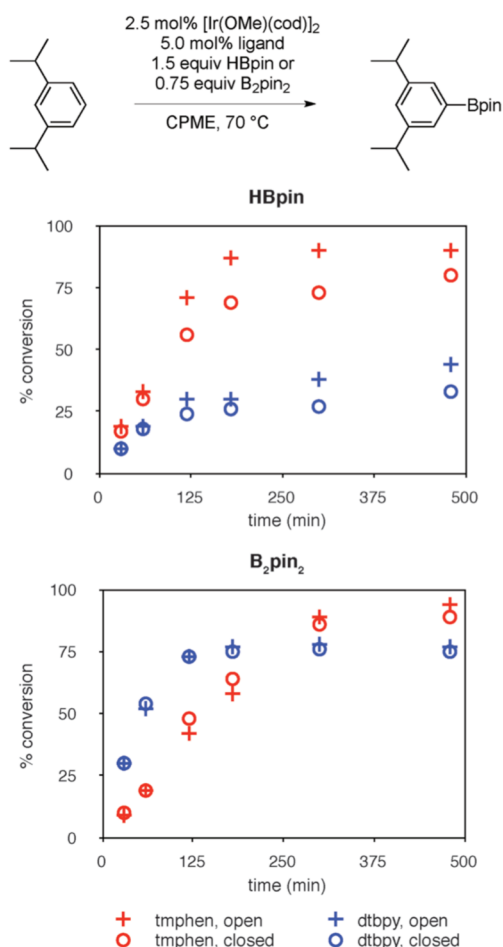 2.5 mol% [Ir(OMe)(cod)]2
5.0 mol% ligand
1.5 equiv HBpin or
0.75 equiv B2pin2
Bpin
CPME, 70 °C
HBpin
100
75
50
25
0
% conversion
0 125 250 375 500
time (min)
B2pin2
100
75
50
25
0
% conversion
0 125 250 375 500
time (min)
+ tmphen, open + dtbpy, open
tmphen, closed dtbpy, closed